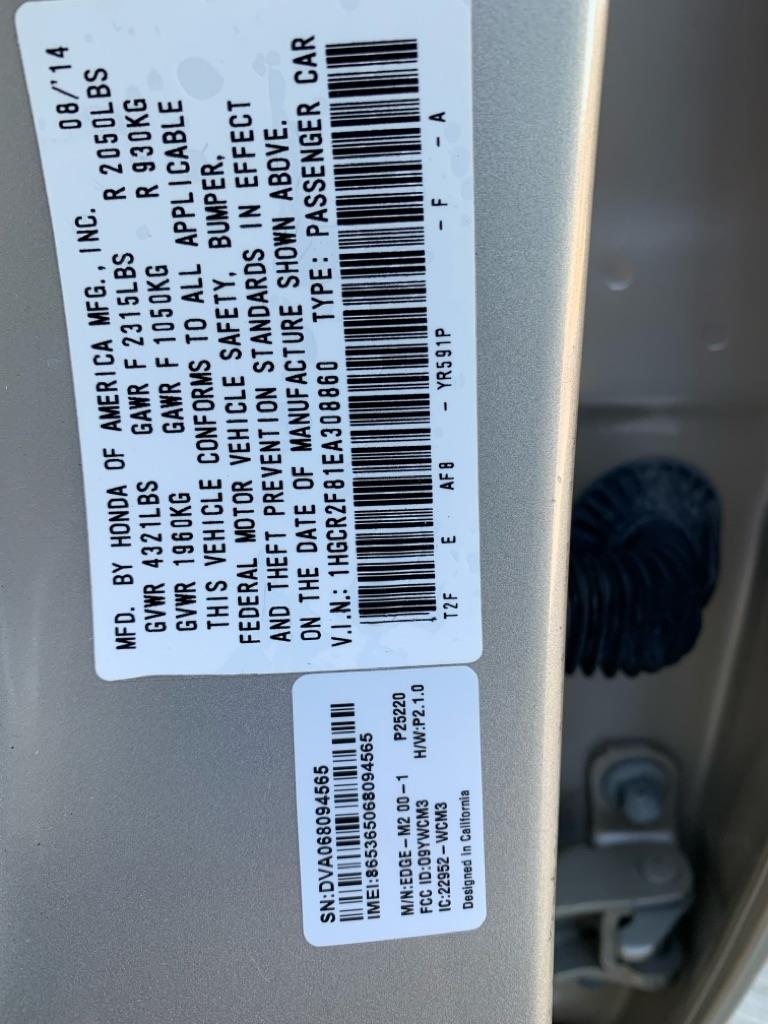 MFD. BY HONDA OF AMERICA MFG., INC. 08/'14
GVWR 4321LBS GAWR F 2315LBS R 2050LBS
GVWR 1960KG GAWR F 1050KG R 930KG
THIS VEHICLE CONFORMS TO ALL APPLICABLE
FEDERAL MOTOR VEHICLE SAFETY, BUMPER,
AND THEFT PREVENTION STANDARDS IN EFFECT
ON THE DATE OF MANUFACTURE SHOWN ABOVE.
V.I.N.: 1HGCR2F81EA308860 TYPE: PASSENGER CAR
T2F E AF8 - YR591P - F - A
SN:DVA068094565
IMEI:865365068094565
M/N:EDGE-M2 00-1 P25220
FCC ID:O9YWCM3 H/W:P2.1.0
IC:22952-WCM3
Designed in California